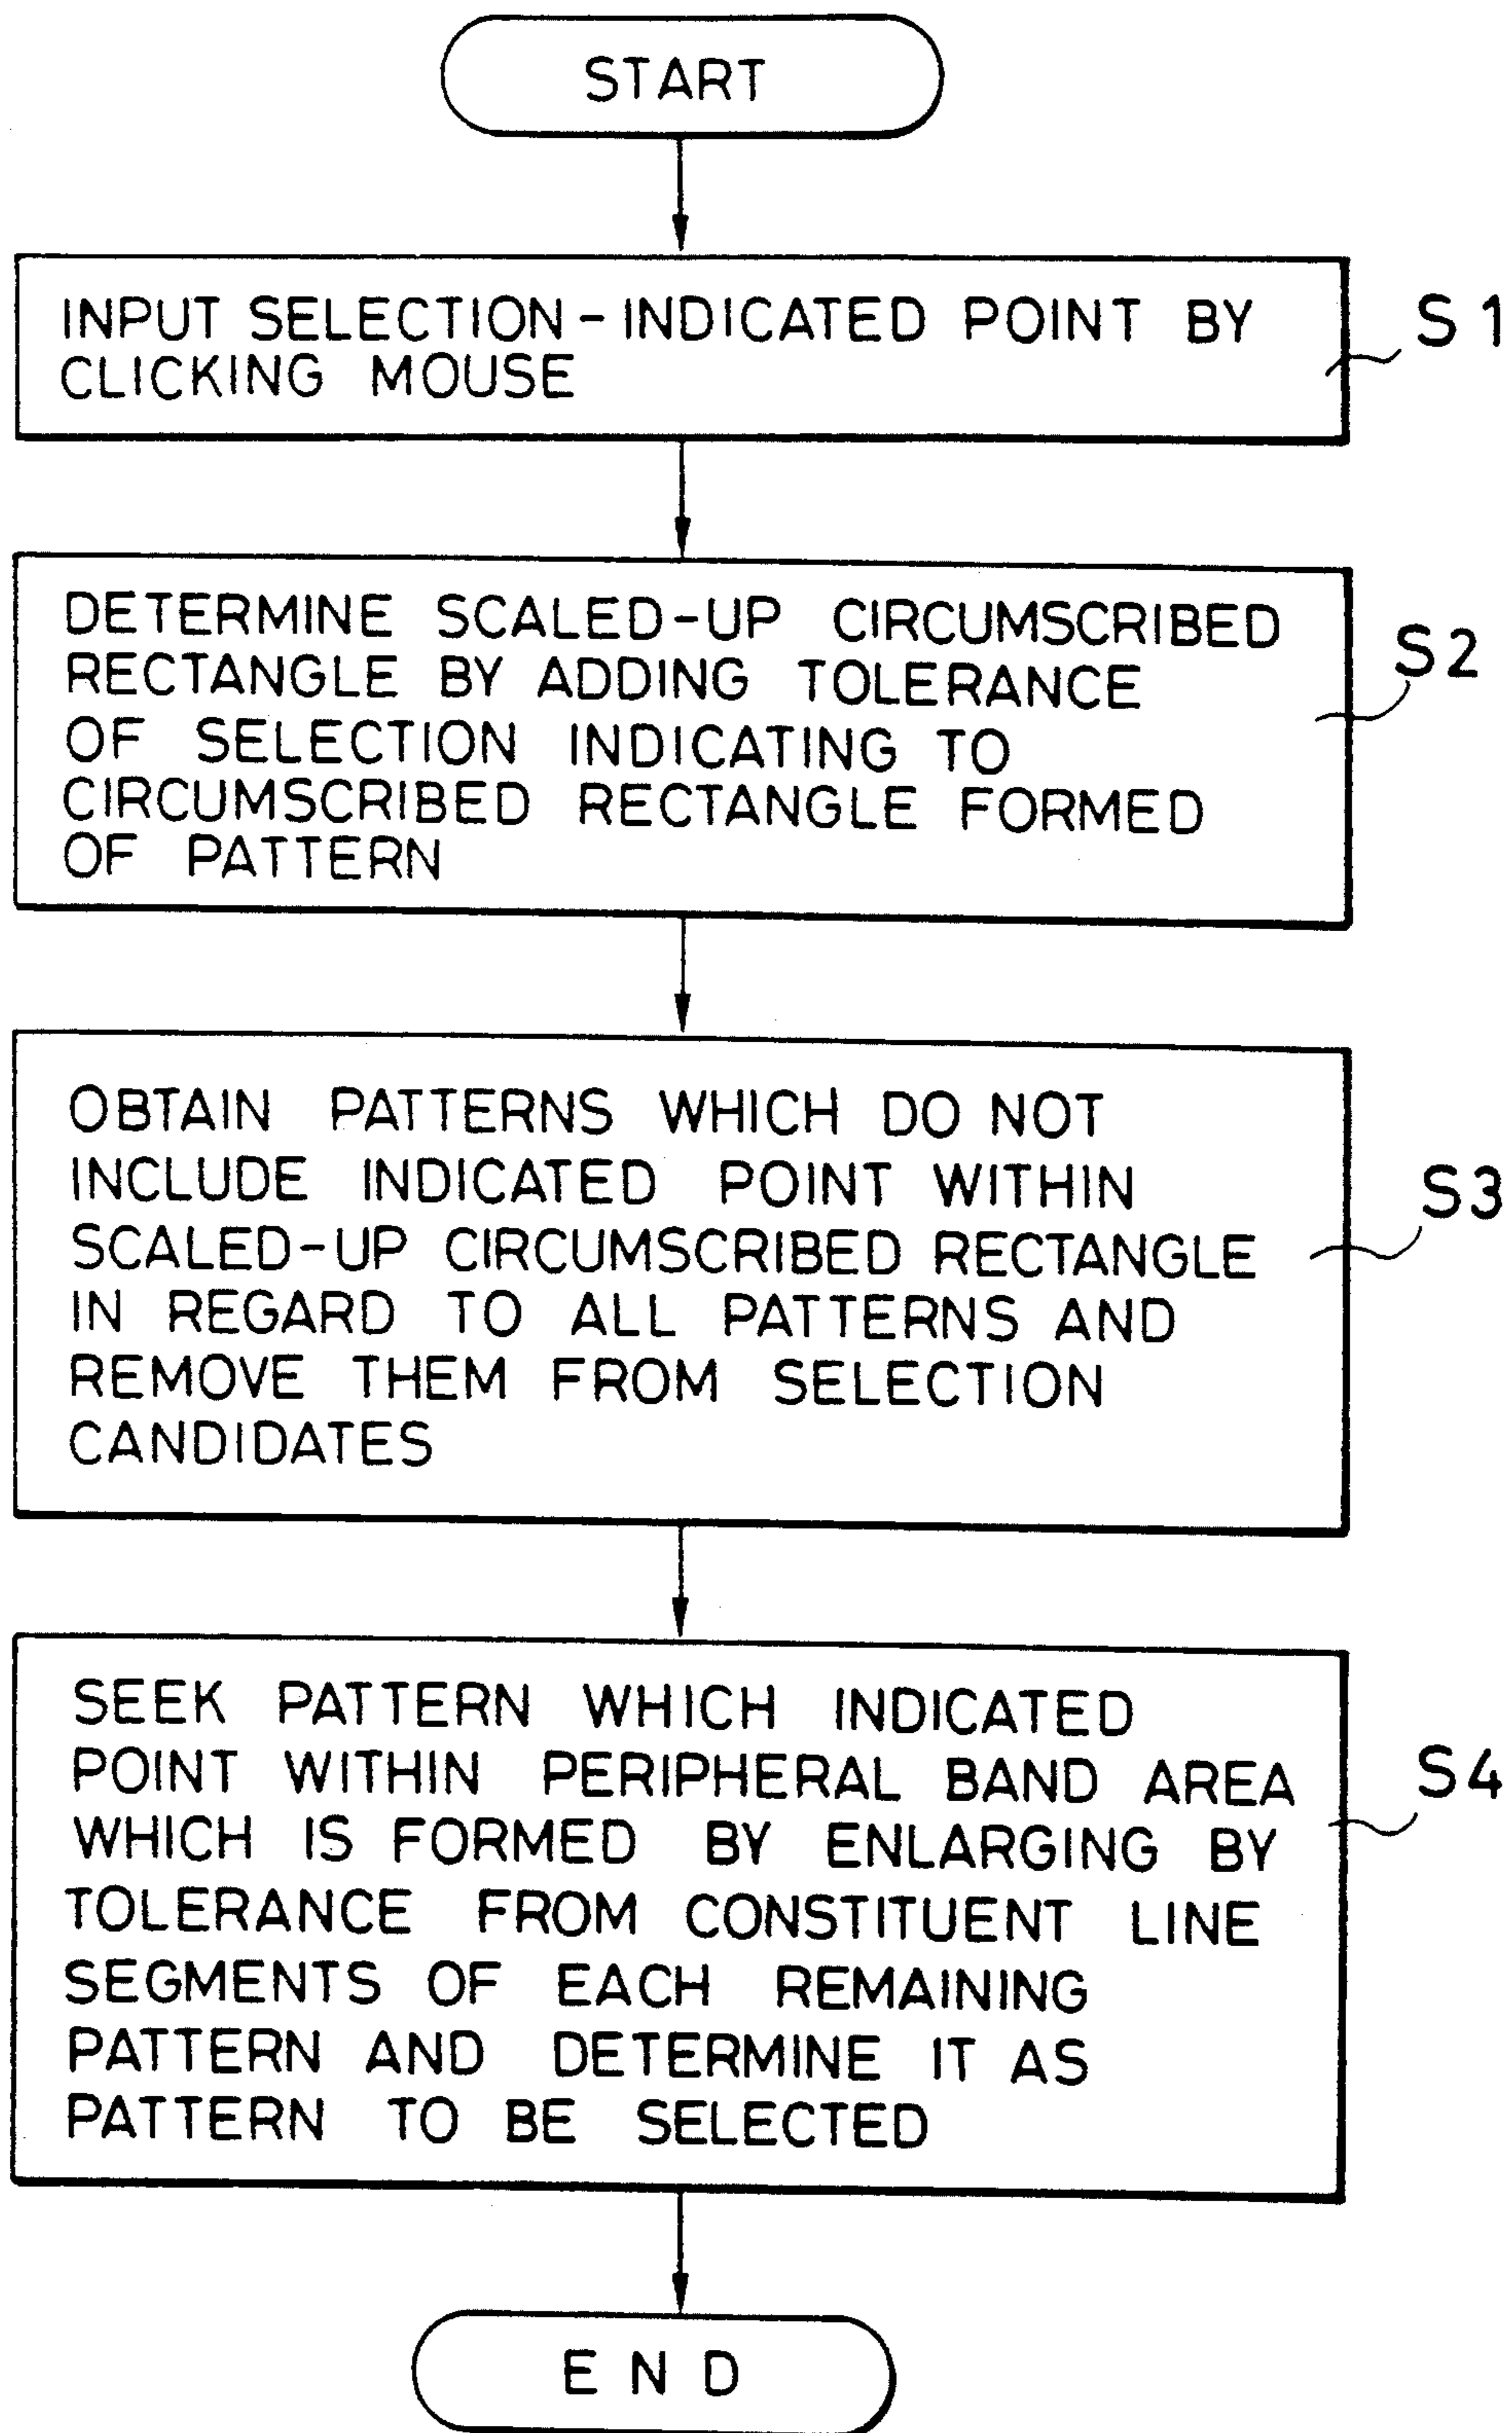 START
INPUT SELECTION-INDICATED POINT BY
CLICKING MOUSE
S1
DETERMINE SCALED-UP CIRCUMSCRIBED
RECTANGLE BY ADDING TOLERANCE
OF SELECTION INDICATING TO
CIRCUMSCRIBED RECTANGLE FORMED
OF PATTERN
S2
OBTAIN PATTERNS WHICH DO NOT
INCLUDE INDICATED POINT WITHIN
SCALED-UP CIRCUMSCRIBED RECTANGLE
IN REGARD TO ALL PATTERNS AND
REMOVE THEM FROM SELECTION
CANDIDATES
S3
SEEK PATTERN WHICH INDICATED
POINT WITHIN PERIPHERAL BAND AREA
WHICH IS FORMED BY ENLARGING BY
TOLERANCE FROM CONSTITUENT LINE
SEGMENTS OF EACH REMAINING
PATTERN AND DETERMINE IT AS
PATTERN TO BE SELECTED
S4
END